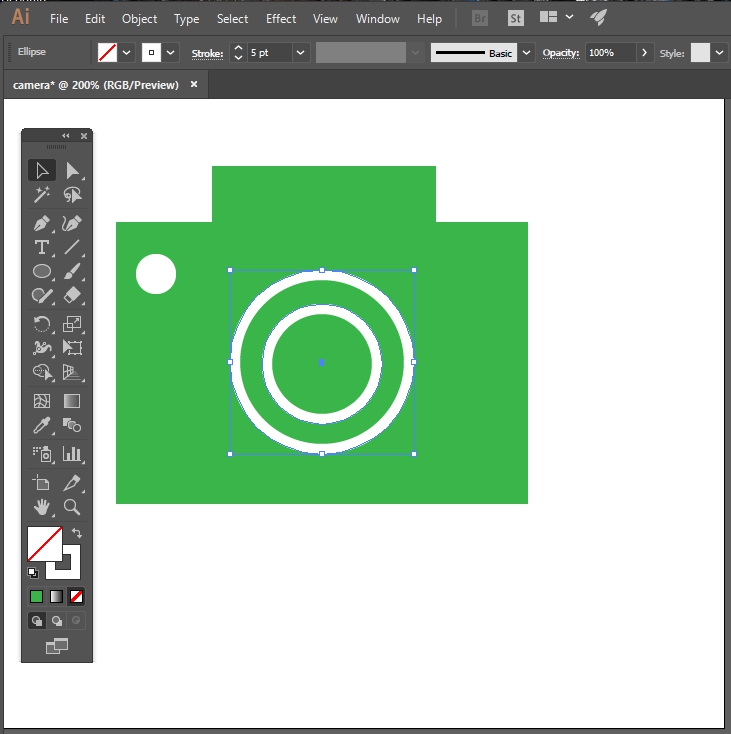 Ai File Edit Object Type Select Effect View Window Help Br St
Ellipse Stroke: 5 pt Basic Opacity: 100% Style:
camera* @ 200% (RGB/Preview) ×
T